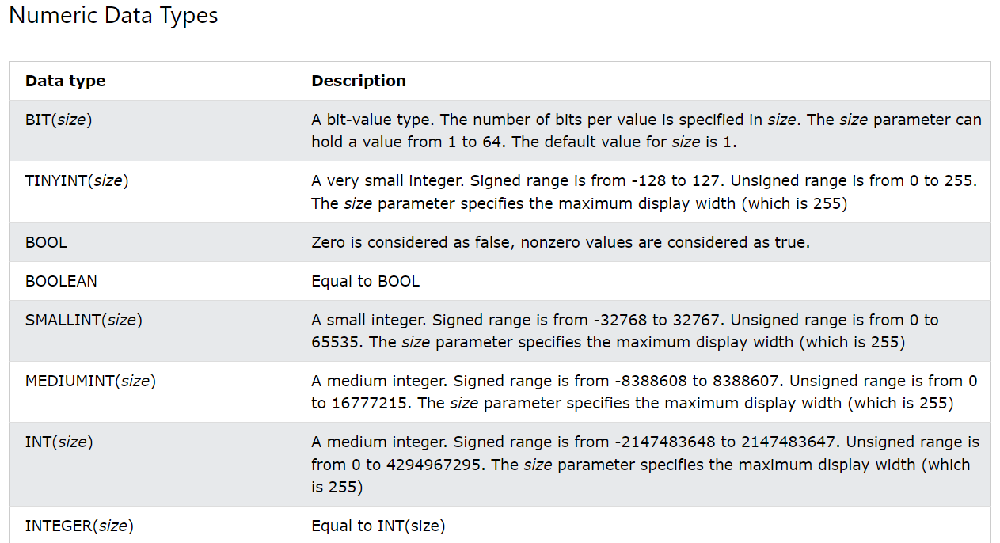 Numeric Data Types
Data type Description
BIT(size) A bit-value type. The number of bits per value is specified in size. The size parameter can
hold a value from 1 to 64. The default value for size is 1.
TINYINT(size) A very small integer. Signed range is from -128 to 127. Unsigned range is from 0 to 255.
The size parameter specifies the maximum display width (which is 255)
BOOL Zero is considered as false, nonzero values are considered as true.
BOOLEAN Equal to BOOL
SMALLINT(size) A small integer. Signed range is from -32768 to 32767. Unsigned range is from 0 to
65535. The size parameter specifies the maximum display width (which is 255)
MEDIUMINT(size) A medium integer. Signed range is from -8388608 to 8388607. Unsigned range is from 0
to 16777215. The size parameter specifies the maximum display width (which is 255)
INT(size) A medium integer. Signed range is from -2147483648 to 2147483647. Unsigned range is
from 0 to 4294967295. The size parameter specifies the maximum display width (which
is 255)
INTEGER(size) Equal to INT(size)